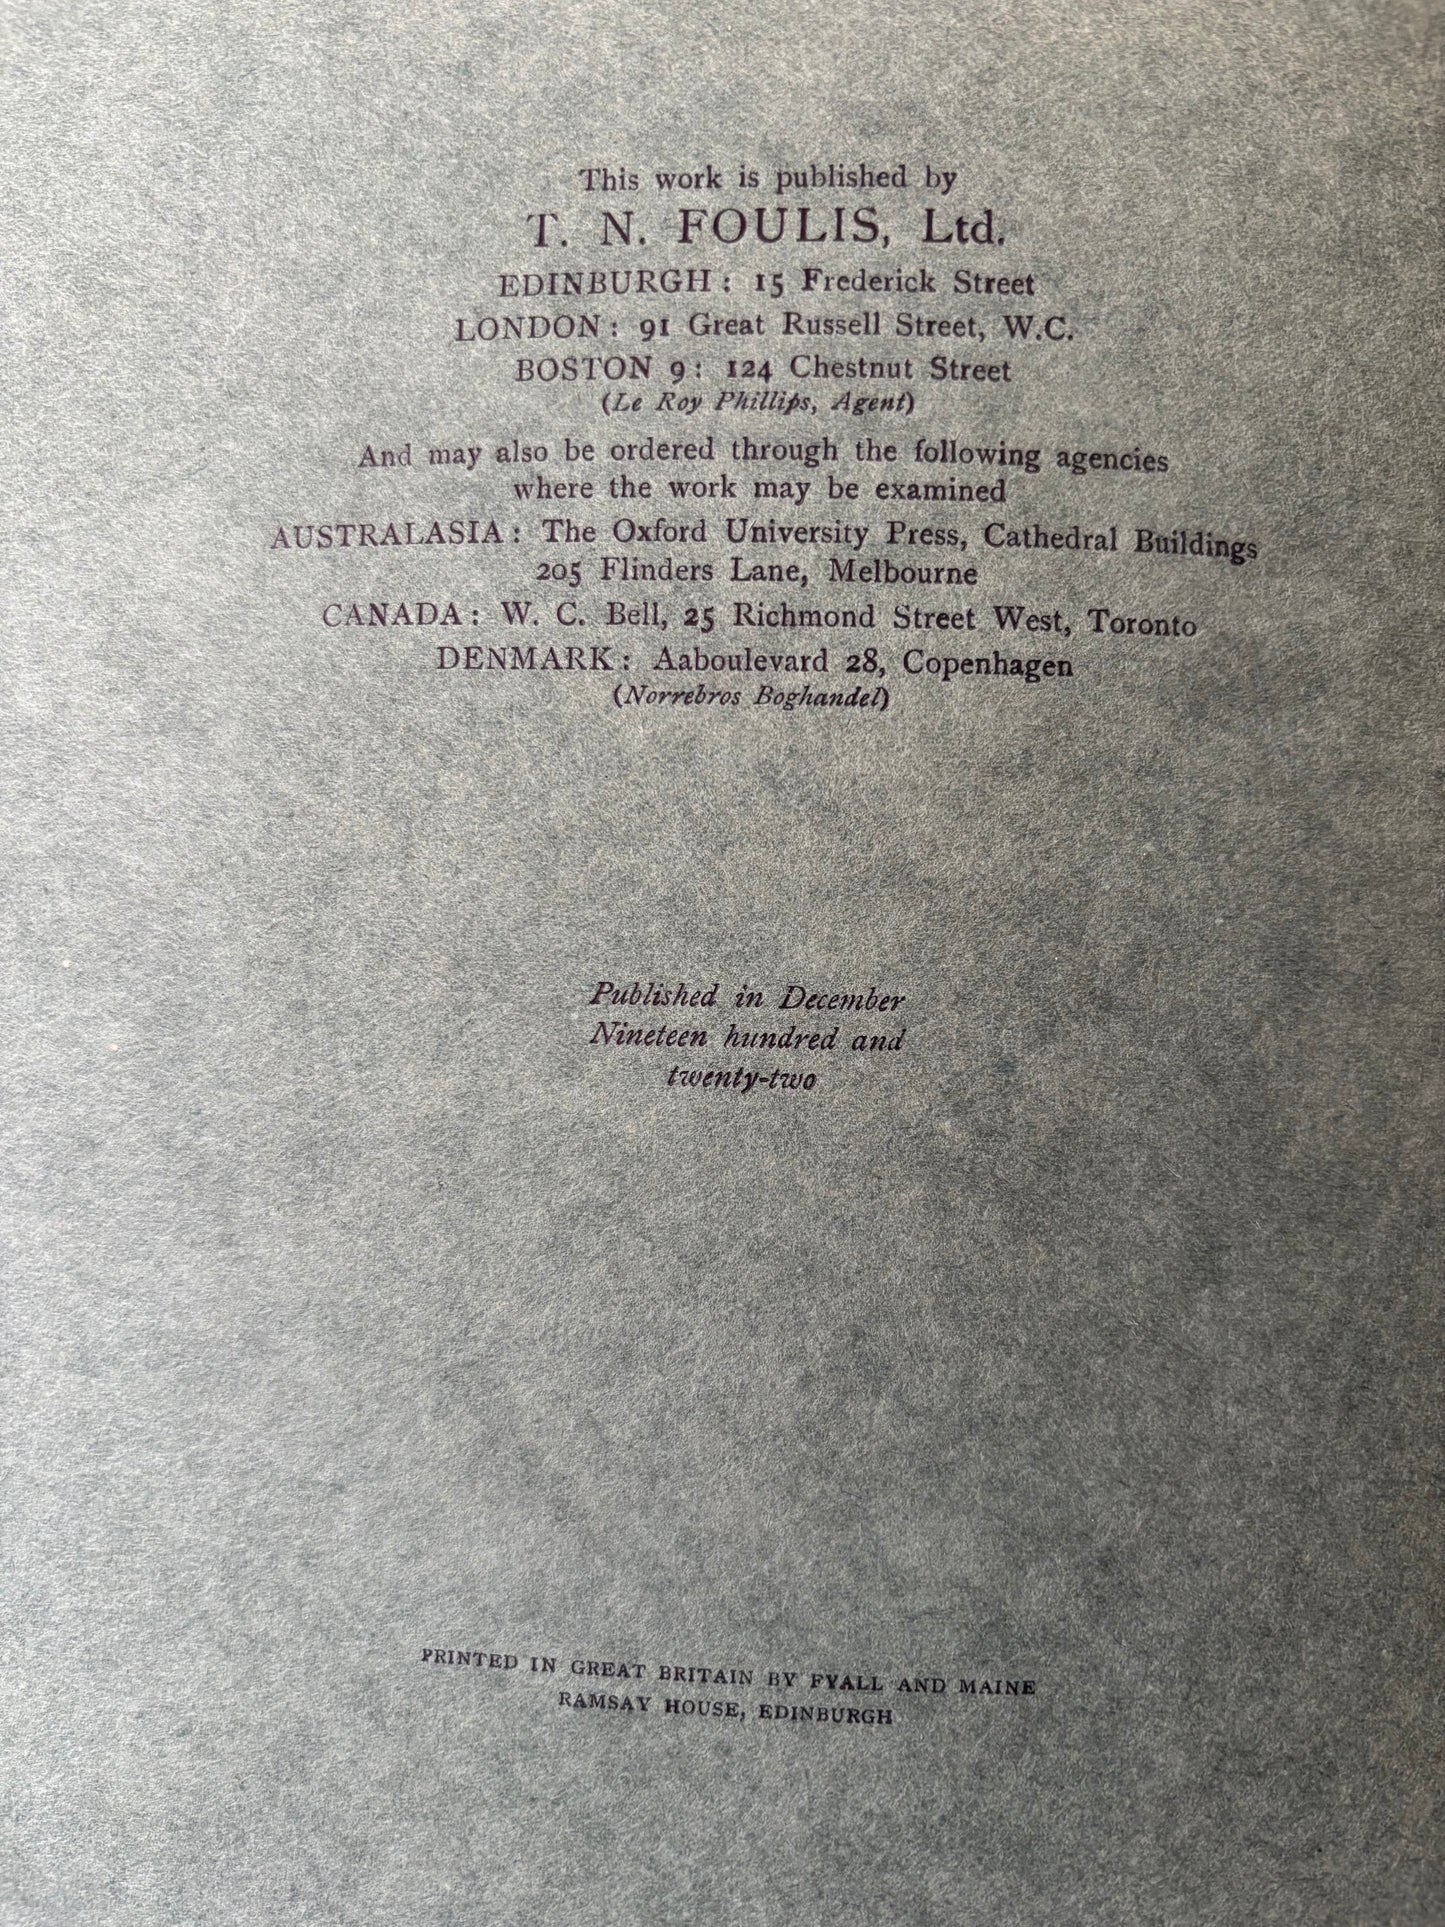 This work is published by
T. N. FOULIS, Ltd.
EDINBURGH: 15 Frederick Street
LONDON: 91 Great Russell Street, W.C.
BOSTON 9: 124 Chestnut Street
(Le Roy Phillips, Agent)
And may also be ordered through the following agencies
where the work may be examined
AUSTRALASIA: The Oxford University Press, Cathedral Buildings
205 Flinders Lane, Melbourne
CANADA: W. C. Bell, 25 Richmond Street West, Toronto
DENMARK: Aaboulevard 28, Copenhagen
(Norrebros Boghandel)
Published in December
Nineteen hundred and
twenty-two
PRINTED IN GREAT BRITAIN BY FYALL AND MAINE
RAMSAY HOUSE, EDINBURGH